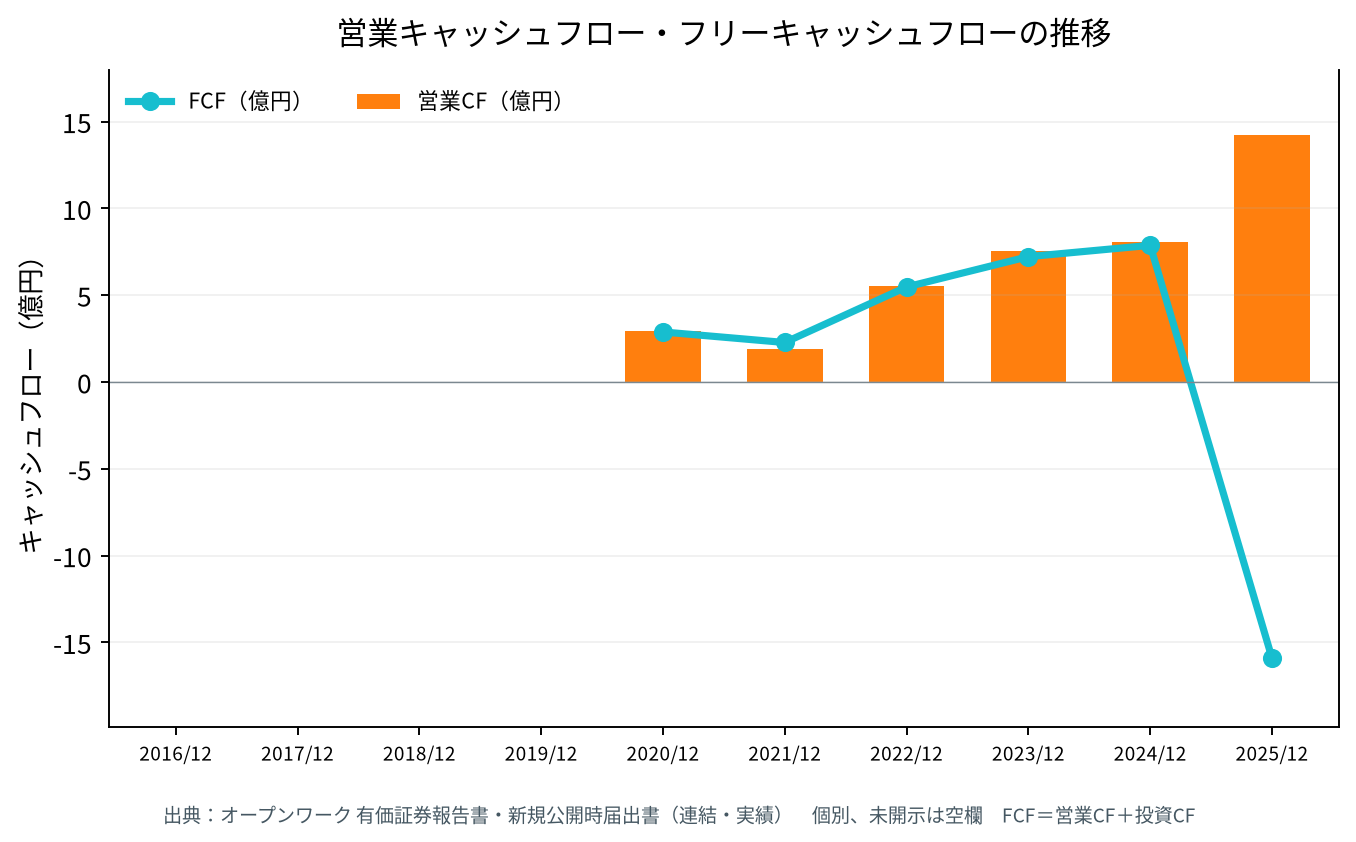 営業キャッシュフロー・フリーキャッシュフローの推移
FCF（億円） 営業CF（億円）
キャッシュフロー（億円）
15
10
5
0
-5
-10
-15
2016/12 2017/12 2018/12 2019/12 2020/12 2021/12 2022/12 2023/12 2024/12 2025/12
出典：オープンワーク 有価証券報告書・新規公開時届出書（連結・実績）　個別、未開示は空欄　FCF＝営業CF＋投資CF